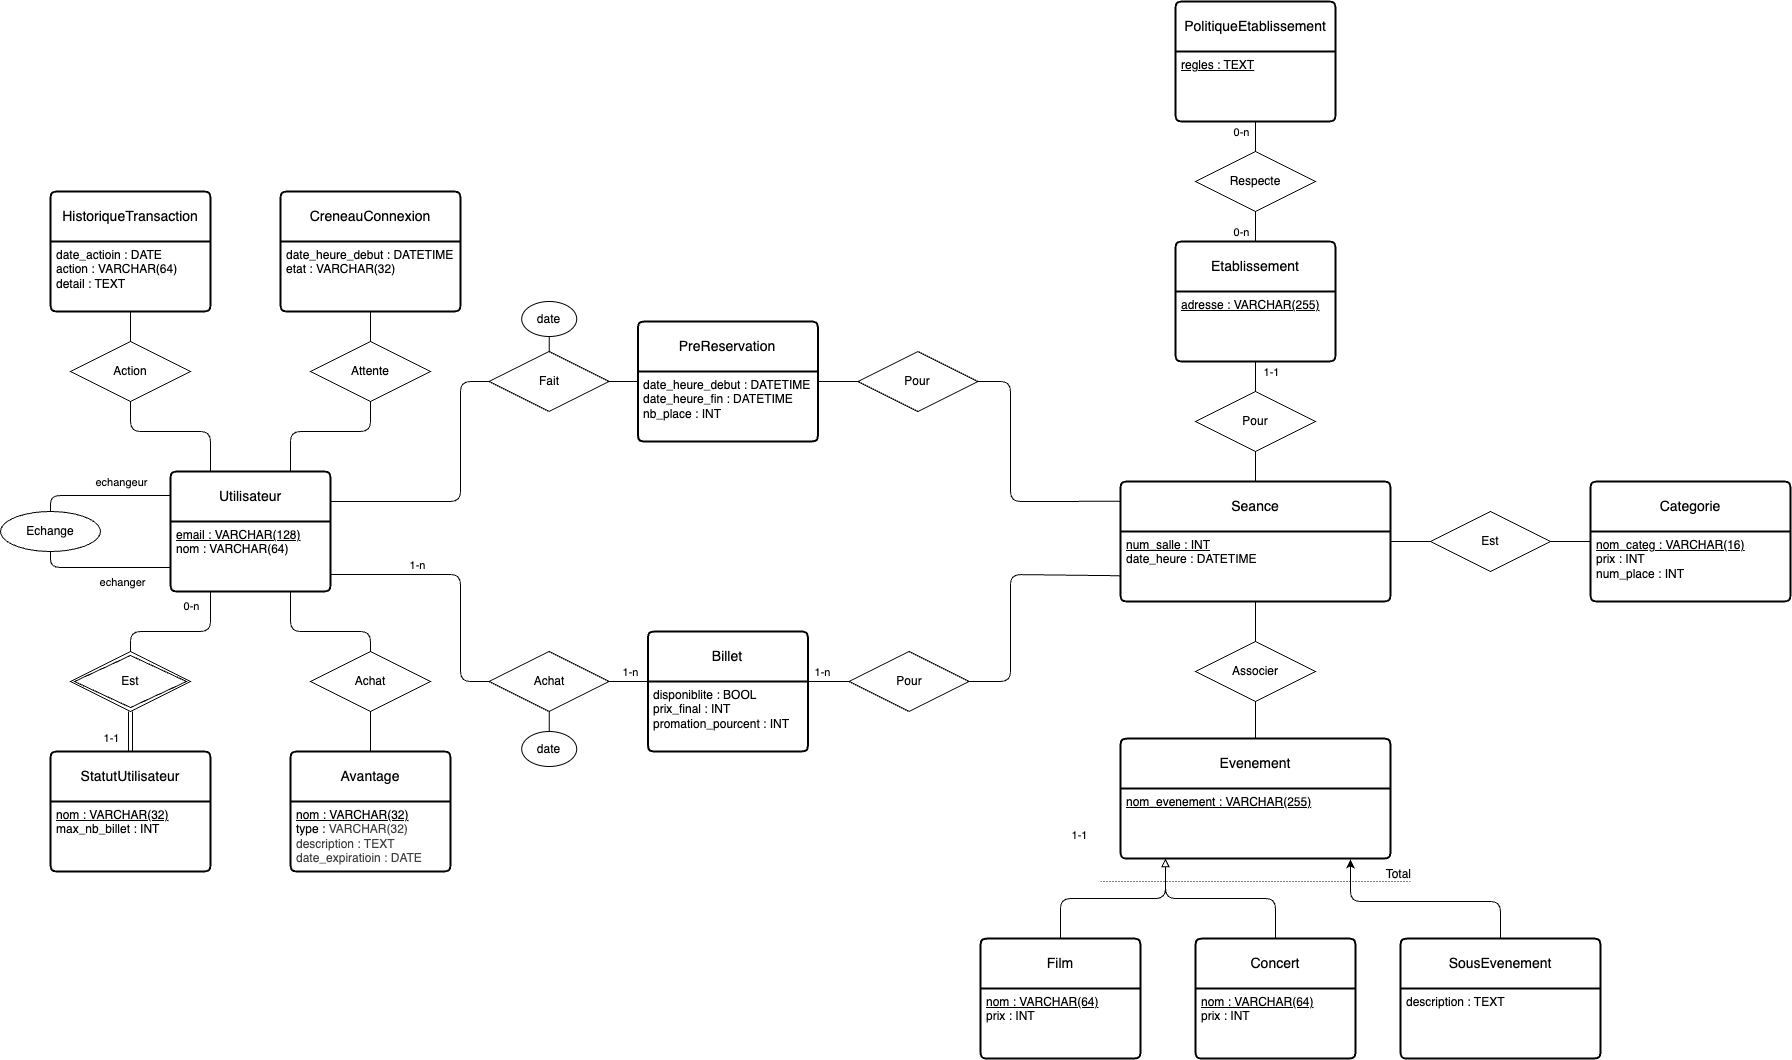 PolitiqueEtablissement
regles : TEXT
0-n
Respecte
0-n
Etablissement
adresse : VARCHAR(255)
1-1
Pour
HistoriqueTransaction
date_actioin : DATE
action : VARCHAR(64)
detail : TEXT
Action
CreneauConnexion
date_heure_debut : DATETIME
etat : VARCHAR(32)
Attente
date
Fait
PreReservation
date_heure_debut : DATETIME
date_heure_fin : DATETIME
nb_place : INT
Pour
echangeur
Echange
echanger
Utilisateur
email : VARCHAR(128)
nom : VARCHAR(64)
0-n
1-n
Seance
num_salle : INT
date_heure : DATETIME
Est
Categorie
nom_categ : VARCHAR(16)
prix : INT
num_place : INT
Est
1-1
StatutUtilisateur
nom : VARCHAR(32)
max_nb_billet : INT
Achat
Avantage
nom : VARCHAR(32)
type : VARCHAR(32)
description : TEXT
date_expiratioin : DATE
Achat
date
1-n
Billet
disponiblite : BOOL
prix_final : INT
promation_pourcent : INT
1-n
Pour
Associer
Evenement
nom_evenement : VARCHAR(255)
1-1
Total
Film
nom : VARCHAR(64)
prix : INT
Concert
nom : VARCHAR(64)
prix : INT
SousEvenement
description : TEXT